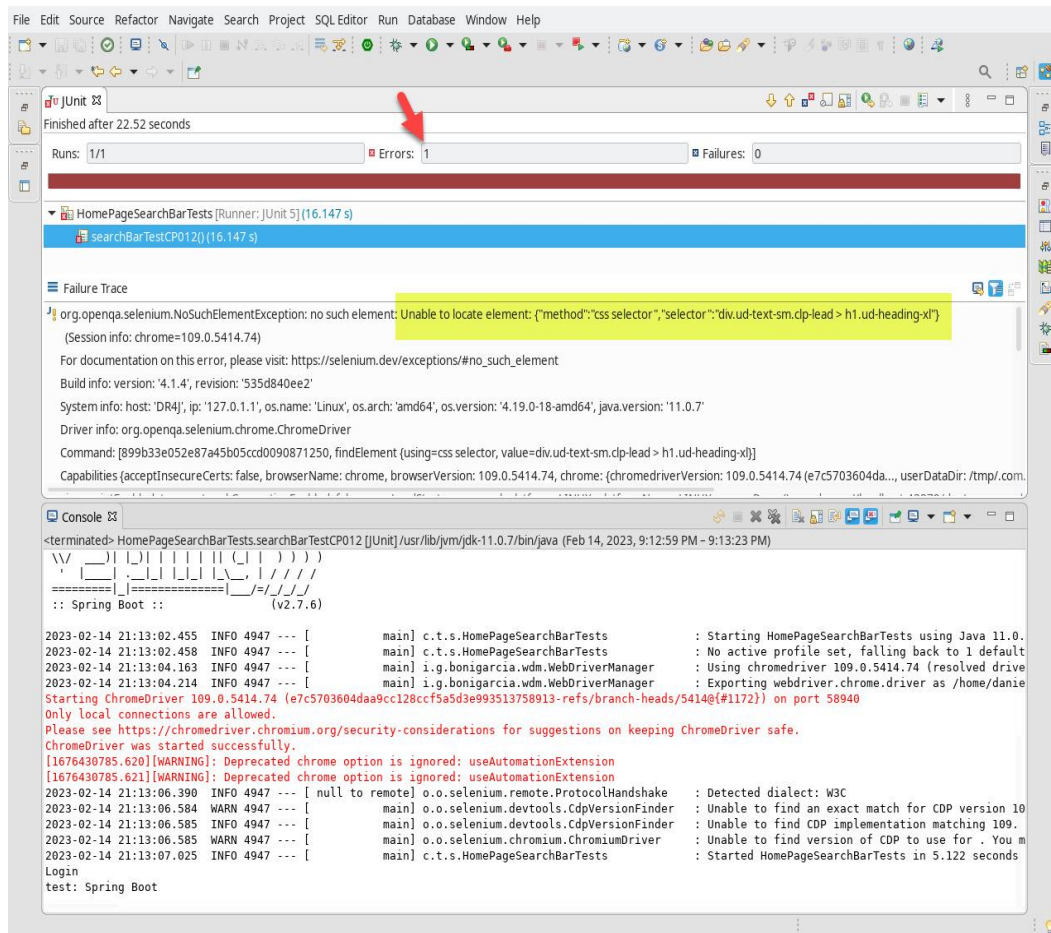 File Edit Source Refactor Navigate Search Project SQL Editor Run Database Window Help
JUnit
Finished after 22.52 seconds
Runs: 1/1 Errors: 1 Failures: 0
HomePageSearchBarTests [Runner: JUnit 5] (16.147 s)
searchBarTestCP012() (16.147 s)
Failure Trace
org.openqa.selenium.NoSuchElementException: no such element: Unable to locate element: {"method":"css selector","selector":"div.ud-text-sm.clp-lead > h1.ud-heading-xl"}
(Session info: chrome=109.0.5414.74)
For documentation on this error, please visit: https://selenium.dev/exceptions/#no_such_element
Build info: version: '4.1.4', revision: '535d840ee2'
System info: host: 'DR4J', ip: '127.0.1.1', os.name: 'Linux', os.arch: 'amd64', os.version: '4.19.0-18-amd64', java.version: '11.0.7'
Driver info: org.openqa.selenium.chrome.ChromeDriver
Command: [899b33e052e87a45b05ccd0090871250, findElement {using=css selector, value=div.ud-text-sm.clp-lead > h1.ud-heading-xl}]
Capabilities {acceptInsecureCerts: false, browserName: chrome, browserVersion: 109.0.5414.74, chrome: {chromedriverVersion: 109.0.5414.74 (e7c5703604da..., userDataDir: /tmp/.com.
Console
<terminated> HomePageSearchBarTests.searchBarTestCP012 [JUnit] /usr/lib/jvm/jdk-11.0.7/bin/java (Feb 14, 2023, 9:12:59 PM – 9:13:23 PM)
\\/  ___)| |_)| | | | | || (_| |  ) ) ) )
'  |____| .__|_| |_|_| |_\__, | / / / /
=========|_|==============|___/=/_/_/_/
:: Spring Boot :: (v2.7.6)
2023-02-14 21:13:02.455 INFO 4947 --- [ main] c.t.s.HomePageSearchBarTests : Starting HomePageSearchBarTests using Java 11.0.
2023-02-14 21:13:02.458 INFO 4947 --- [ main] c.t.s.HomePageSearchBarTests : No active profile set, falling back to 1 default
2023-02-14 21:13:04.163 INFO 4947 --- [ main] i.g.bonigarcia.wdm.WebDriverManager : Using chromedriver 109.0.5414.74 (resolved drive
2023-02-14 21:13:04.214 INFO 4947 --- [ main] i.g.bonigarcia.wdm.WebDriverManager : Exporting webdriver.chrome.driver as /home/danie
Starting ChromeDriver 109.0.5414.74 (e7c5703604daa9cc128ccf5a5d3e993513758913-refs/branch-heads/5414@{#1172}) on port 58940
Only local connections are allowed.
Please see https://chromedriver.chromium.org/security-considerations for suggestions on keeping ChromeDriver safe.
ChromeDriver was started successfully.
[1676430785.620][WARNING]: Deprecated chrome option is ignored: useAutomationExtension
[1676430785.621][WARNING]: Deprecated chrome option is ignored: useAutomationExtension
2023-02-14 21:13:06.390 INFO 4947 --- [ null to remote] o.o.selenium.remote.ProtocolHandshake : Detected dialect: W3C
2023-02-14 21:13:06.584 WARN 4947 --- [ main] o.o.selenium.devtools.CdpVersionFinder : Unable to find an exact match for CDP version 10
2023-02-14 21:13:06.585 INFO 4947 --- [ main] o.o.selenium.devtools.CdpVersionFinder : Unable to find CDP implementation matching 109.
2023-02-14 21:13:06.585 WARN 4947 --- [ main] o.o.selenium.chromium.ChromiumDriver : Unable to find version of CDP to use for . You m
2023-02-14 21:13:07.025 INFO 4947 --- [ main] c.t.s.HomePageSearchBarTests : Started HomePageSearchBarTests in 5.122 seconds
Login
test: Spring Boot